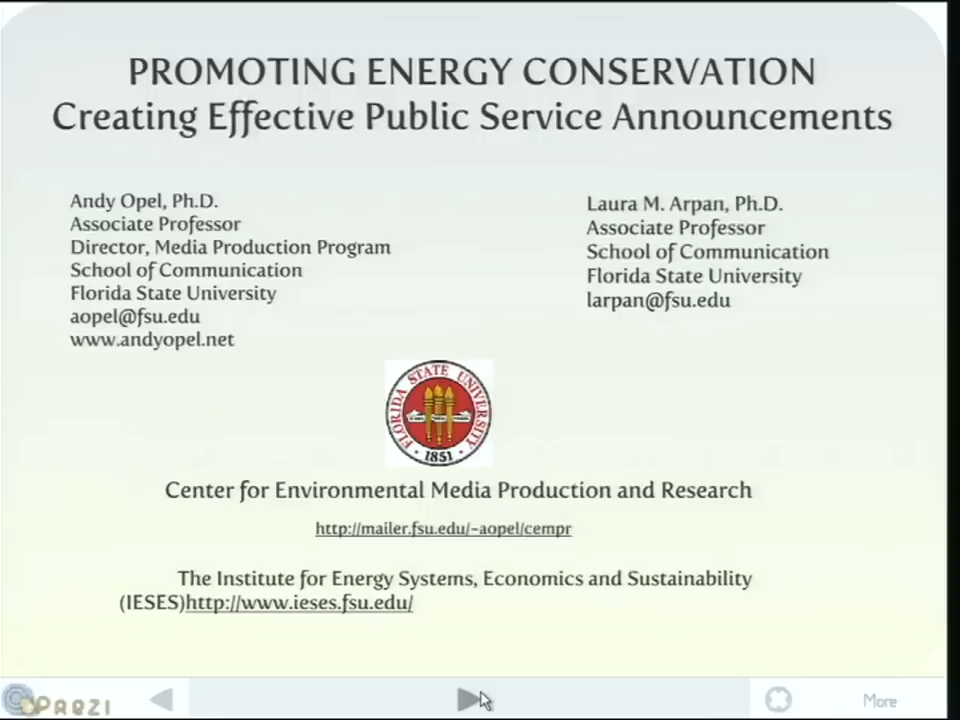 PROMOTING ENERGY CONSERVATION
Creating Effective Public Service Announcements
Andy Opel, Ph.D.
Associate Professor
Director, Media Production Program
School of Communication
Florida State University
aopel@fsu.edu
www.andyopel.net
Laura M. Arpan, Ph.D.
Associate Professor
School of Communication
Florida State University
larpan@fsu.edu
FLORIDA STATE UNIVERSITY
1851
Center for Environmental Media Production and Research
http://mailer.fsu.edu/~aopel/cempr
The Institute for Energy Systems, Economics and Sustainability
(IESES)http://www.ieses.fsu.edu/
PREZI
More